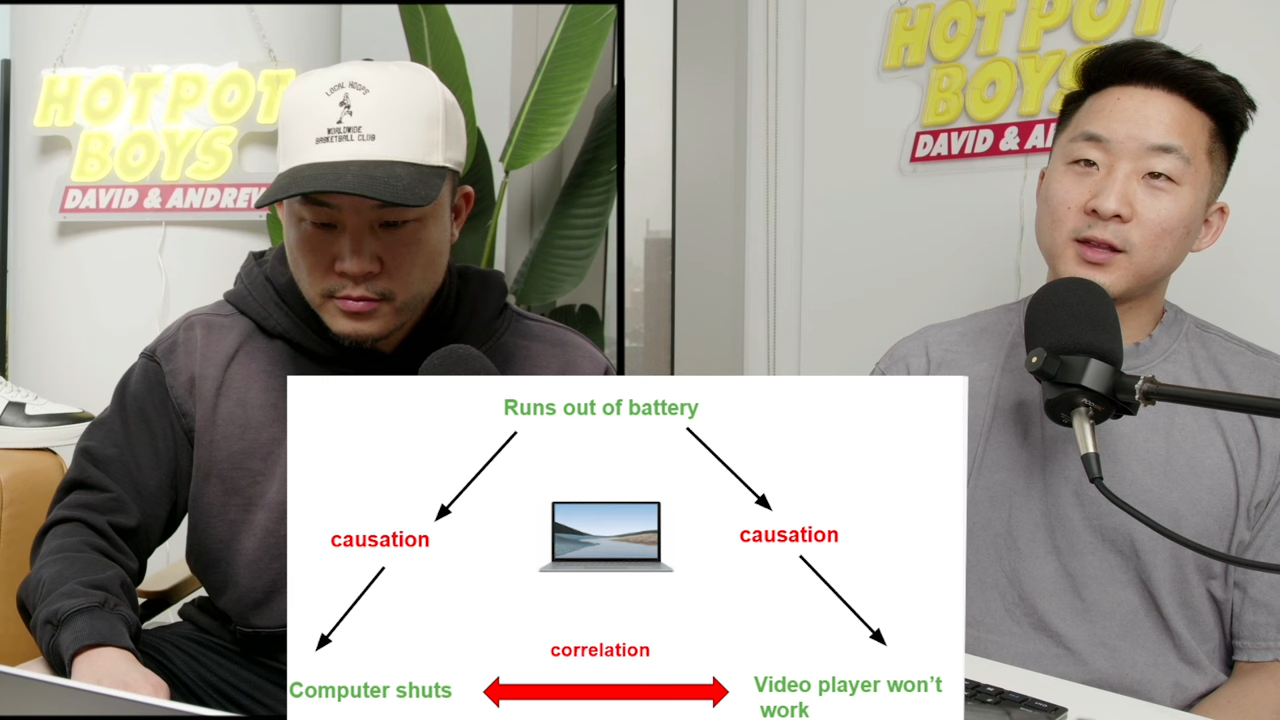 HOT POT
BOYS
DAVID & ANDREW
LOCAL HOOPS
WORLDWIDE
BASKETBALL CLUB
HOT POT
BOYS
DAVID & AN
Runs out of battery
causation
causation
correlation
Computer shuts
Video player won't
work